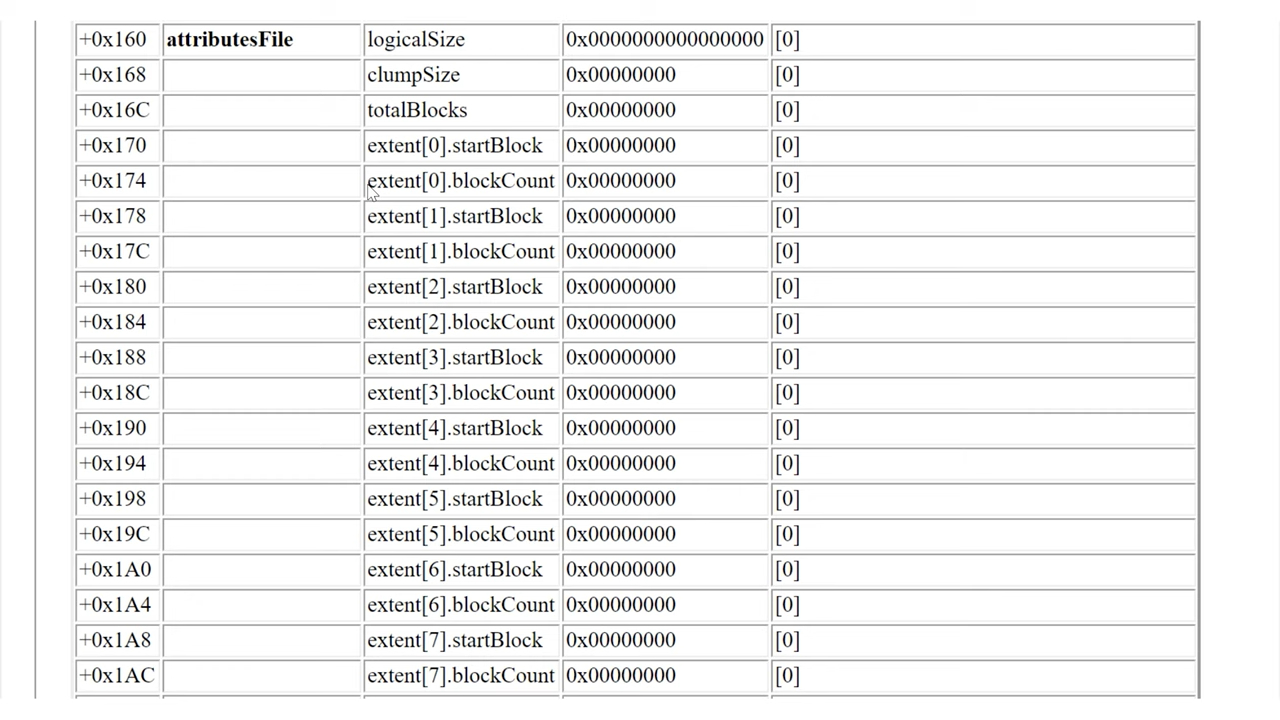 +0x160 attributesFile logicalSize 0x0000000000000000 [0]
+0x168 clumpSize 0x00000000 [0]
+0x16C totalBlocks 0x00000000 [0]
+0x170 extent[0].startBlock 0x00000000 [0]
+0x174 extent[0].blockCount 0x00000000 [0]
+0x178 extent[1].startBlock 0x00000000 [0]
+0x17C extent[1].blockCount 0x00000000 [0]
+0x180 extent[2].startBlock 0x00000000 [0]
+0x184 extent[2].blockCount 0x00000000 [0]
+0x188 extent[3].startBlock 0x00000000 [0]
+0x18C extent[3].blockCount 0x00000000 [0]
+0x190 extent[4].startBlock 0x00000000 [0]
+0x194 extent[4].blockCount 0x00000000 [0]
+0x198 extent[5].startBlock 0x00000000 [0]
+0x19C extent[5].blockCount 0x00000000 [0]
+0x1A0 extent[6].startBlock 0x00000000 [0]
+0x1A4 extent[6].blockCount 0x00000000 [0]
+0x1A8 extent[7].startBlock 0x00000000 [0]
+0x1AC extent[7].blockCount 0x00000000 [0]